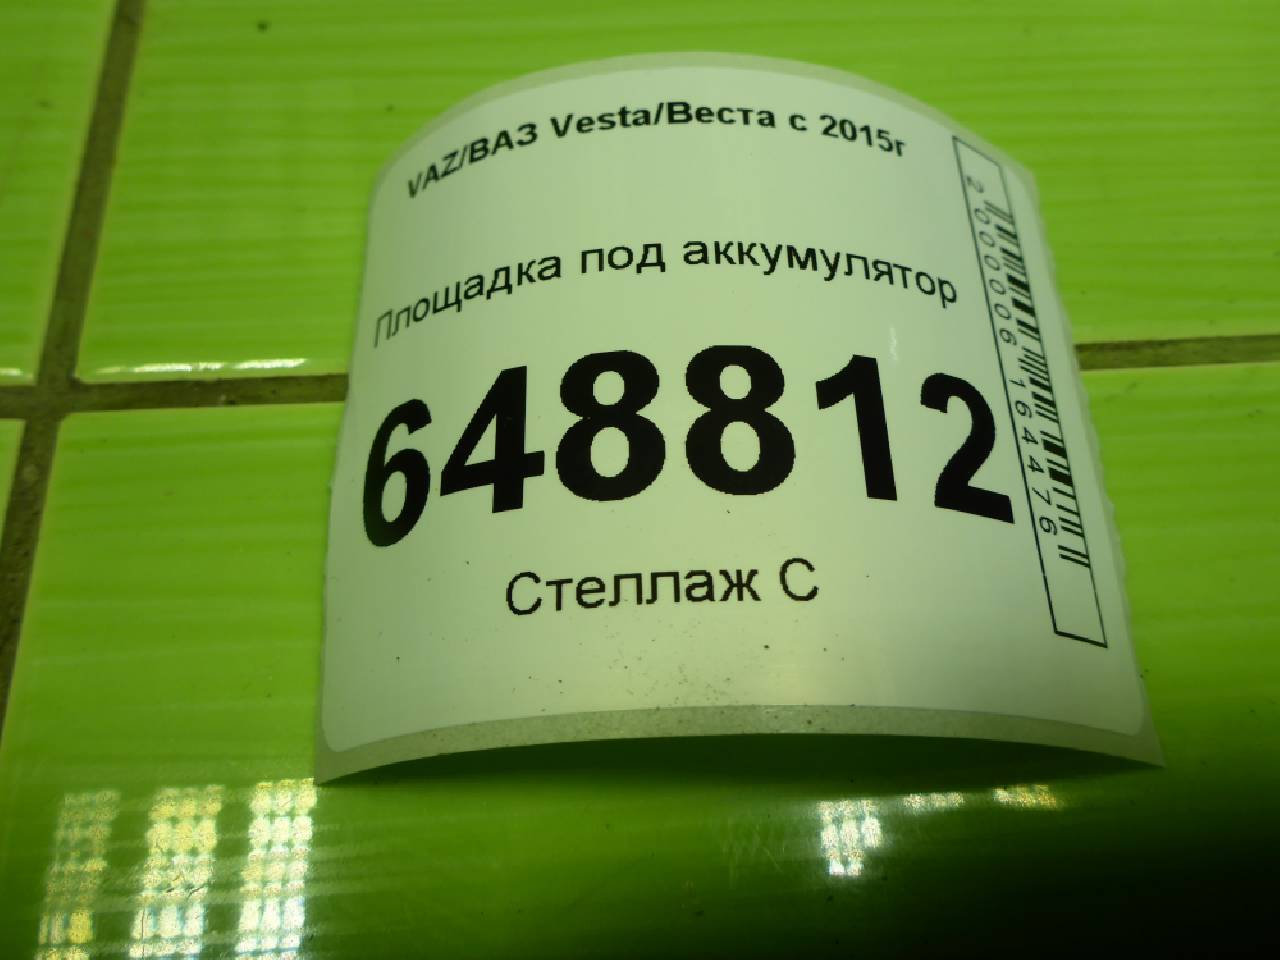 VAZ/ВАЗ Vesta/Веста с 2015г
Площадка под аккумулятор
648812
Стеллаж С
2000006164476